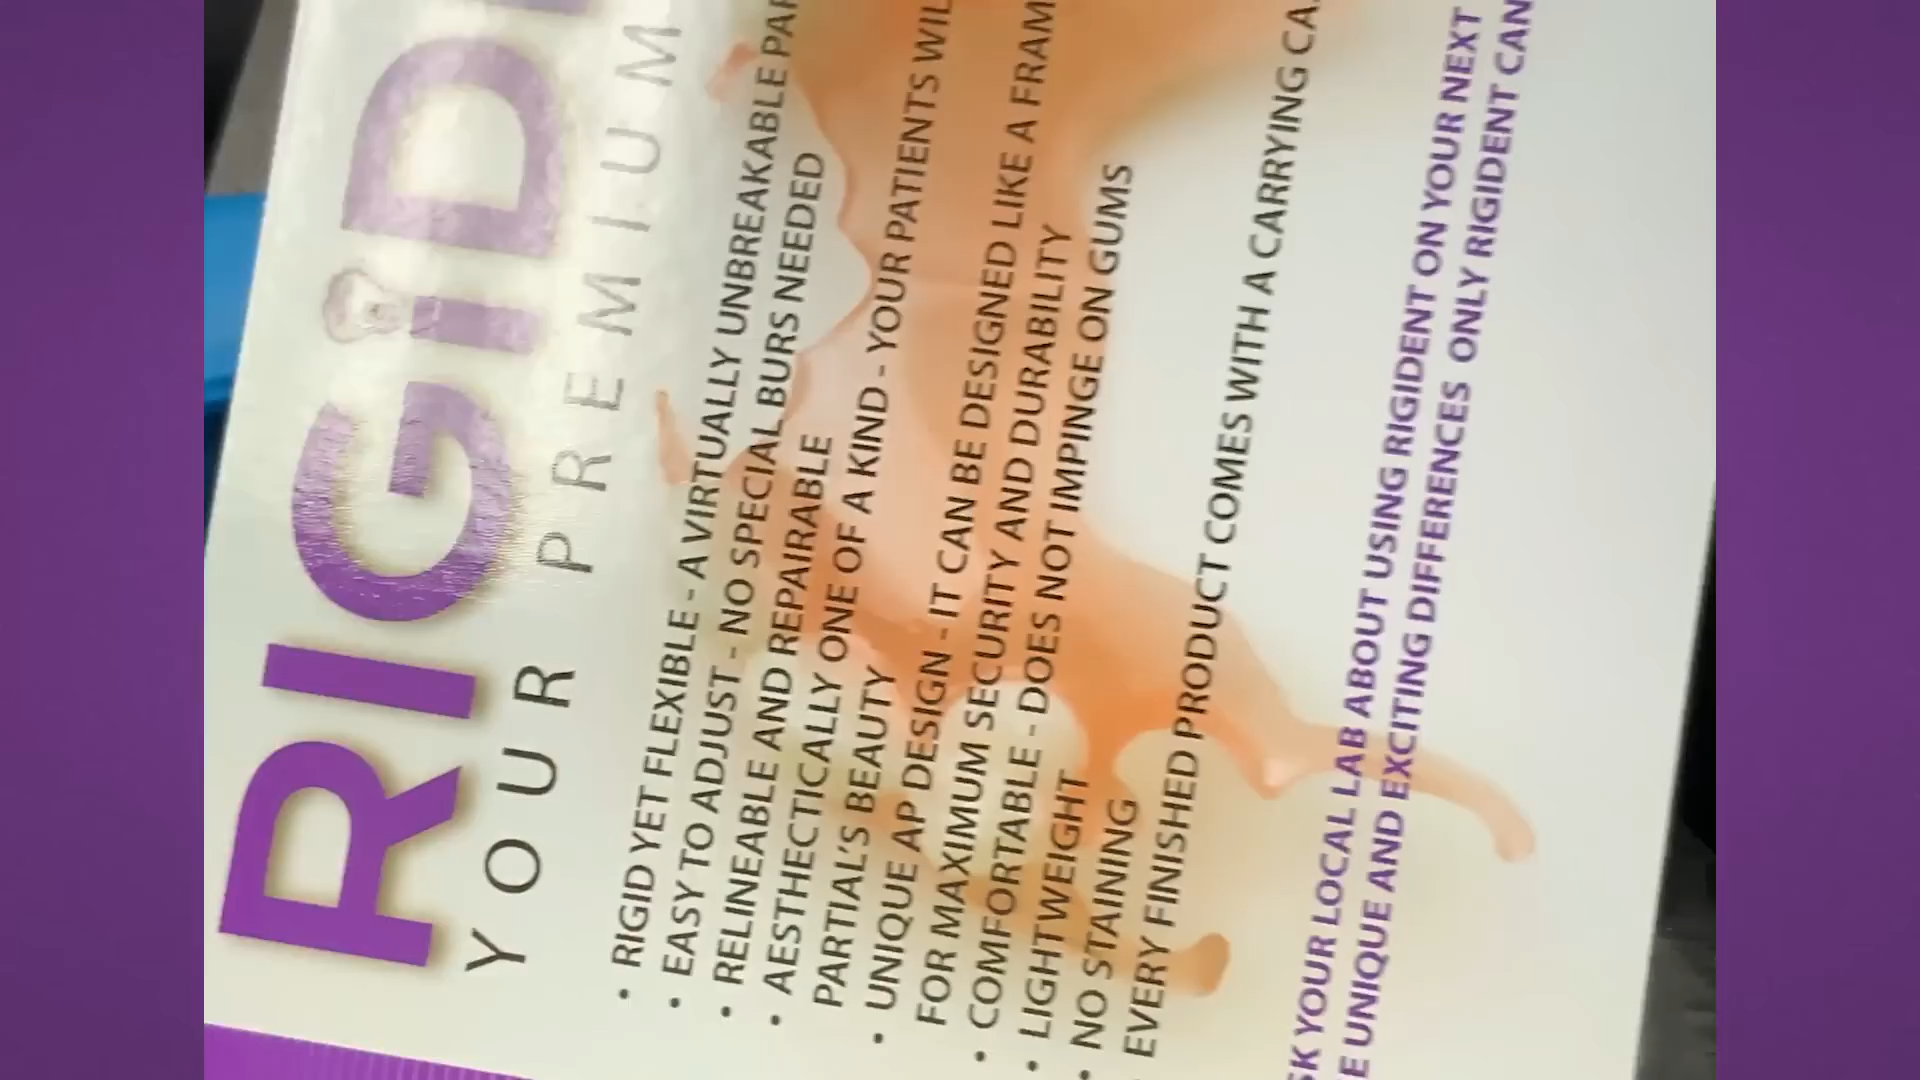 RIGID
YOUR PREMIUM
• RIGID YET FLEXIBLE - A VIRTUALLY UNBREAKABLE
• EASY TO ADJUST - NO SPECIAL BURS NEEDED
• RELINEABLE AND REPAIRABLE
• AESTHECTICALLY ONE OF A KIND - YOUR PATIENTS
PARTIAL'S BEAUTY
• UNIQUE AP DESIGN - IT CAN BE DESIGNED LIKE A
FOR MAXIMUM SECURITY AND DURABILITY
• COMFORTABLE - DOES NOT IMPINGE ON GUMS
• LIGHTWEIGHT
• NO STAINING
EVERY FINISHED PRODUCT COMES WITH A CARRYING
YOUR LOCAL LAB ABOUT USING RIGIDENT ON YOUR NEXT
UNIQUE AND EXCITING DIFFERENCES ONLY RIGIDENT CAN